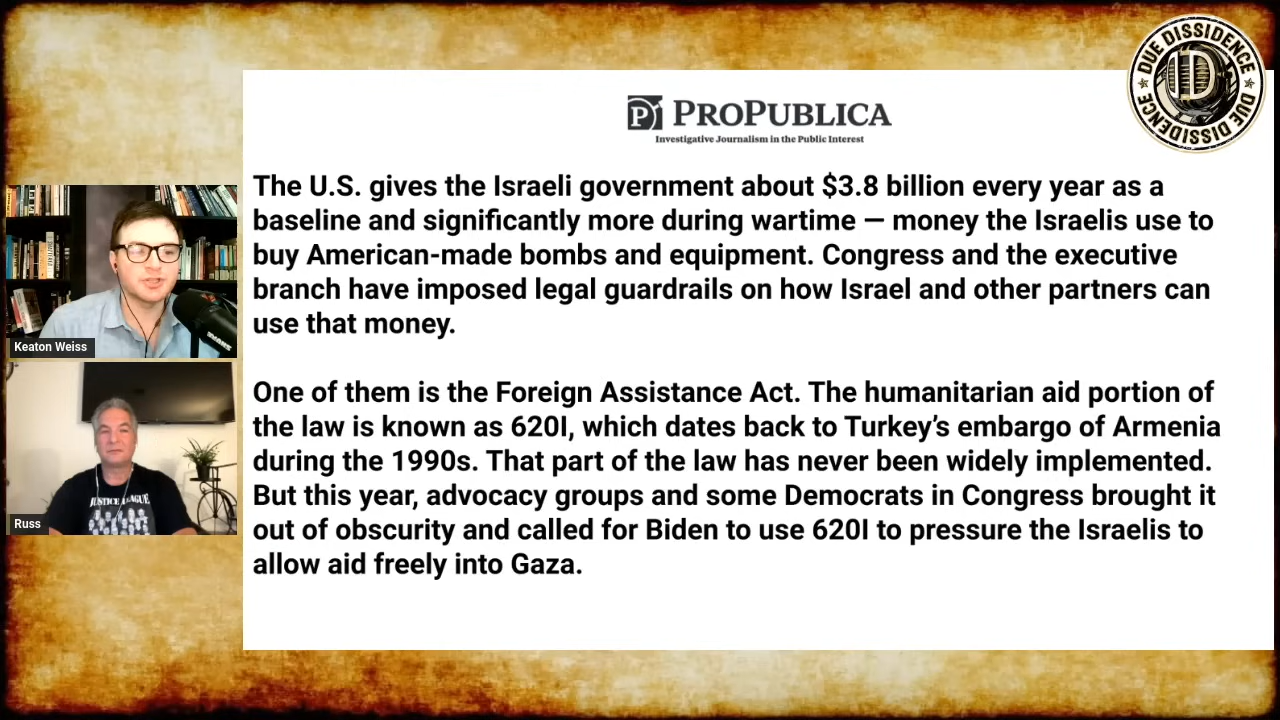 DUE DISSIDENCE
DUE DISSIDENCE
D
PROPUBLICA
Investigative Journalism in the Public Interest
The U.S. gives the Israeli government about $3.8 billion every year as a
baseline and significantly more during wartime — money the Israelis use to
buy American-made bombs and equipment. Congress and the executive
branch have imposed legal guardrails on how Israel and other partners can
use that money.
One of them is the Foreign Assistance Act. The humanitarian aid portion of
the law is known as 620I, which dates back to Turkey’s embargo of Armenia
during the 1990s. That part of the law has never been widely implemented.
But this year, advocacy groups and some Democrats in Congress brought it
out of obscurity and called for Biden to use 620I to pressure the Israelis to
allow aid freely into Gaza.
Keaton Weiss
JUSTICE LEAGUE
Russ